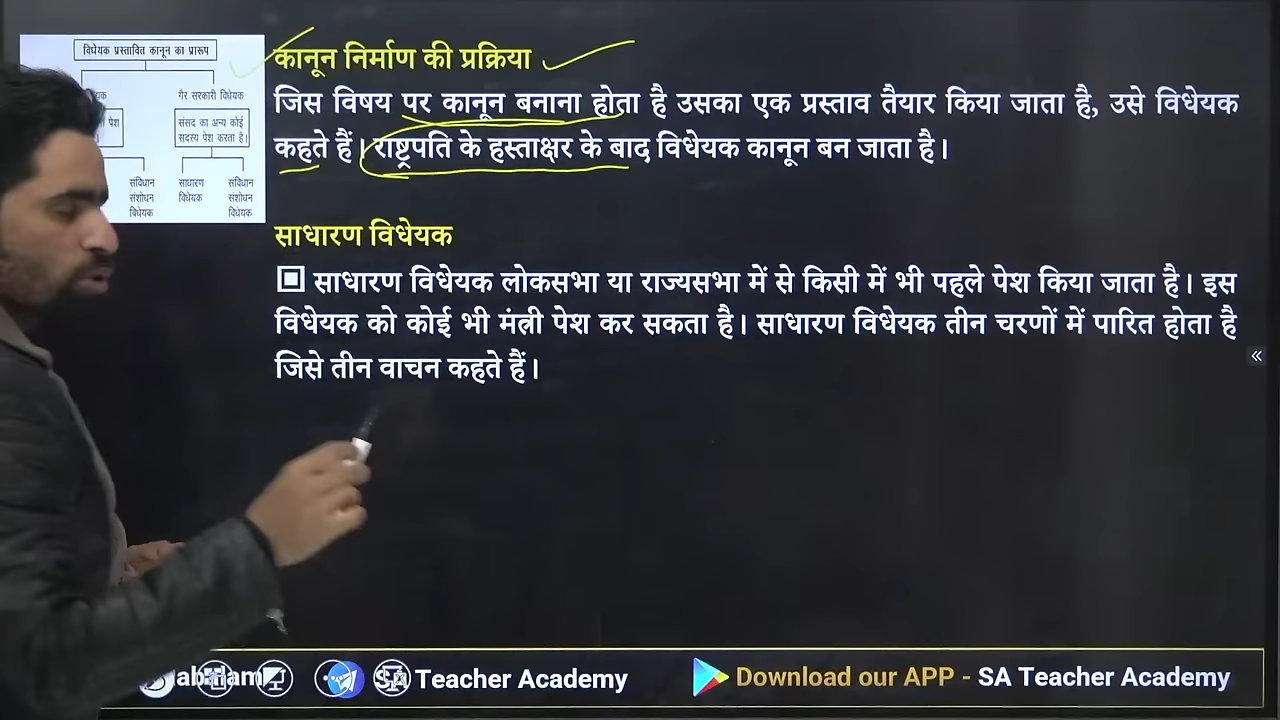 विधेयक प्रस्तावित कानून का प्रारूप
गैर सरकारी विधेयक
पेश
संसद का अन्य कोई
सदस्य पेश करता है।
संविधान
संशोधन
विधेयक
साधारण
विधेयक
संविधान
संशोधन
विधेयक
कानून निर्माण की प्रक्रिया
जिस विषय पर कानून बनाना होता है उसका एक प्रस्ताव तैयार किया जाता है, उसे विधेयक
कहते हैं। राष्ट्रपति के हस्ताक्षर के बाद विधेयक कानून बन जाता है।
साधारण विधेयक
साधारण विधेयक लोकसभा या राज्यसभा में से किसी में भी पहले पेश किया जाता है। इस
विधेयक को कोई भी मंत्री पेश कर सकता है। साधारण विधेयक तीन चरणों में पारित होता है
जिसे तीन वाचन कहते हैं।
Teacher Academy
Download our APP - SA Teacher Academy